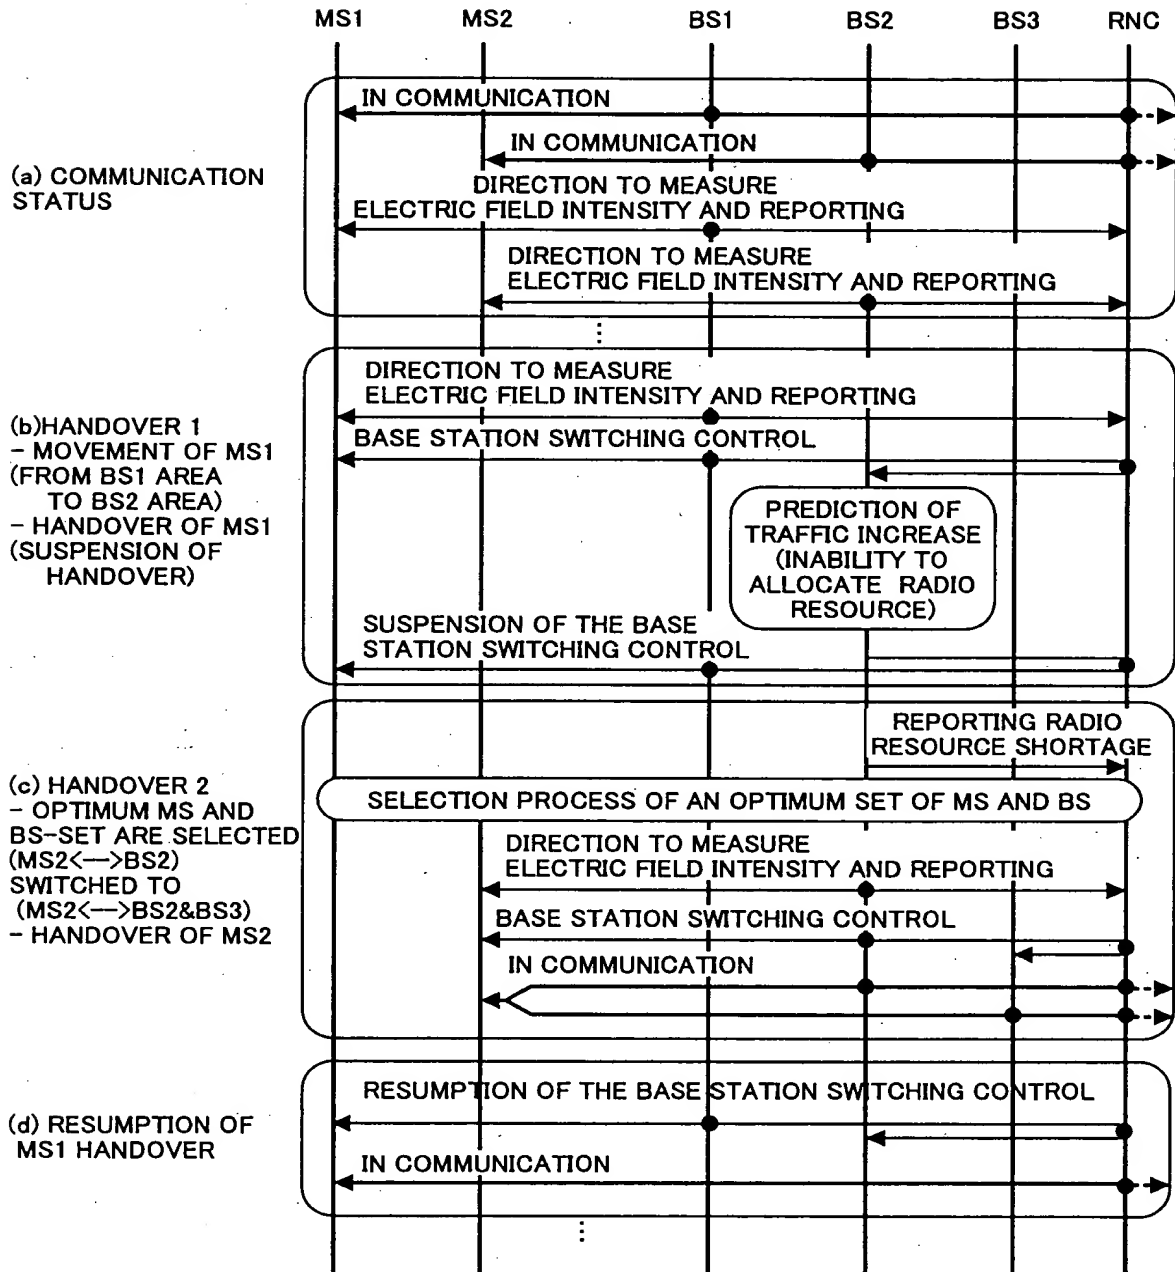 MS1 MS2 BS1 BS2 BS3 RNC
IN COMMUNICATION
IN COMMUNICATION
(a) COMMUNICATION
STATUS
DIRECTION TO MEASURE
ELECTRIC FIELD INTENSITY AND REPORTING
DIRECTION TO MEASURE
ELECTRIC FIELD INTENSITY AND REPORTING
(b)HANDOVER 1
- MOVEMENT OF MS1
(FROM BS1 AREA
TO BS2 AREA)
- HANDOVER OF MS1
(SUSPENSION OF
HANDOVER)
DIRECTION TO MEASURE
ELECTRIC FIELD INTENSITY AND REPORTING
BASE STATION SWITCHING CONTROL
PREDICTION OF
TRAFFIC INCREASE
(INABILITY TO
ALLOCATE RADIO
RESOURCE)
SUSPENSION OF THE BASE
STATION SWITCHING CONTROL
REPORTING RADIO
RESOURCE SHORTAGE
(c) HANDOVER 2
- OPTIMUM MS AND
BS-SET ARE SELECTED
(MS2<-->BS2)
SWITCHED TO
(MS2<-->BS2&BS3)
- HANDOVER OF MS2
SELECTION PROCESS OF AN OPTIMUM SET OF MS AND BS
DIRECTION TO MEASURE
ELECTRIC FIELD INTENSITY AND REPORTING
BASE STATION SWITCHING CONTROL
IN COMMUNICATION
(d) RESUMPTION OF
MS1 HANDOVER
RESUMPTION OF THE BASE STATION SWITCHING CONTROL
IN COMMUNICATION